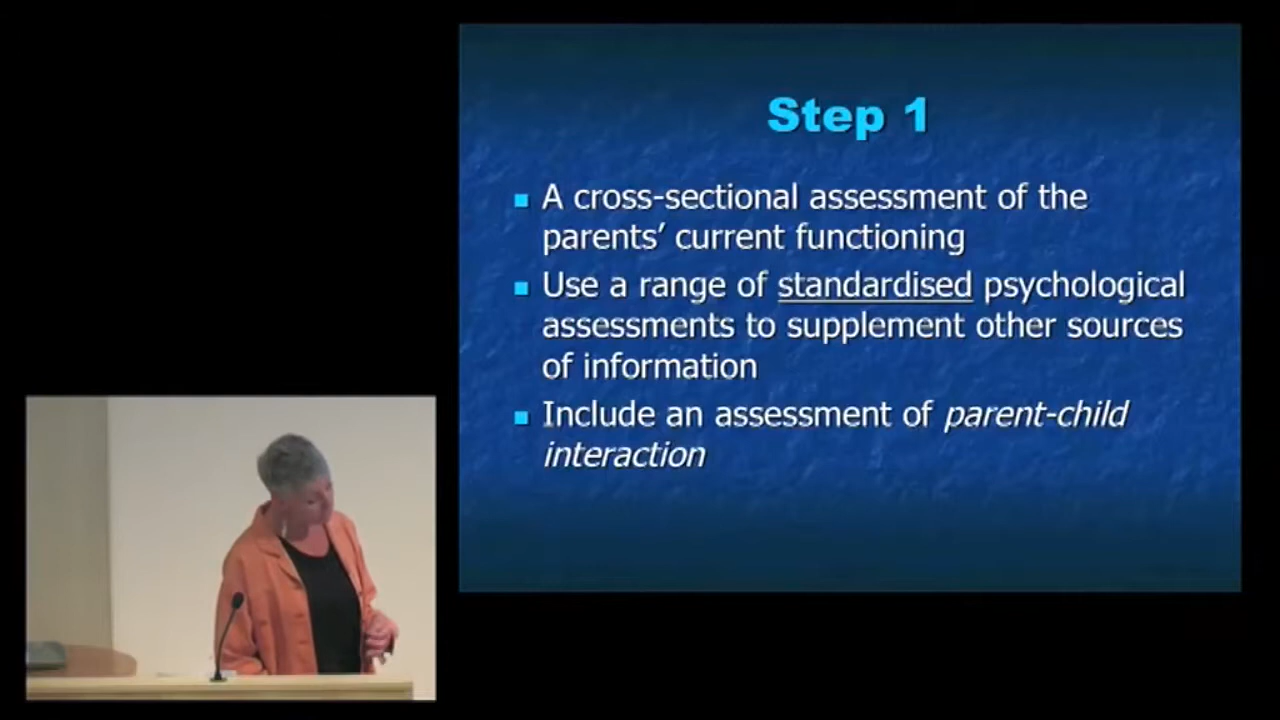 Step 1
A cross-sectional assessment of the
parents’ current functioning
Use a range of standardised psychological
assessments to supplement other sources
of information
Include an assessment of parent-child
interaction